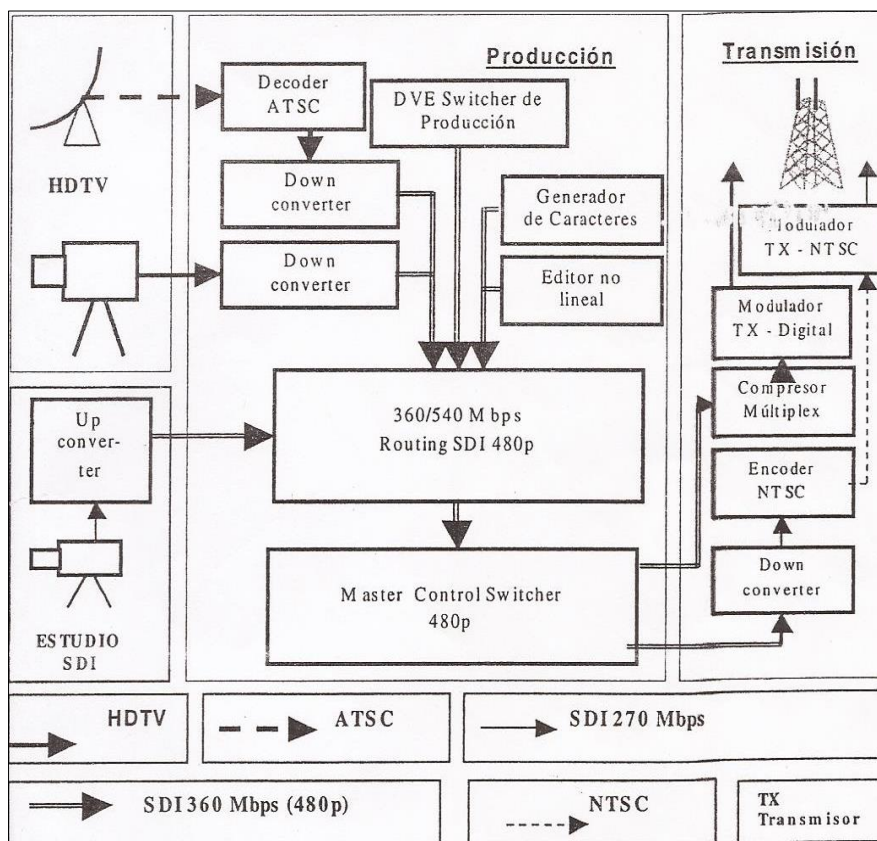 Producción
Transmisión
Decoder
ATSC
DVE Switcher de
Producción
HDTV
Down
converter
Generador
de Caracteres
Down
converter
Editor no
lineal
Modulador
TX - NTSC
Modulador
TX - Digital
Compresor
Múltiplex
Encoder
NTSC
Down
converter
Up
conver-
ter
360/540 Mbps
Routing SDI 480p
Master Control Switcher
480p
ESTUDIO
SDI
HDTV
ATSC
SDI 270 Mbps
SDI 360 Mbps (480p)
NTSC
TX
Transmisor